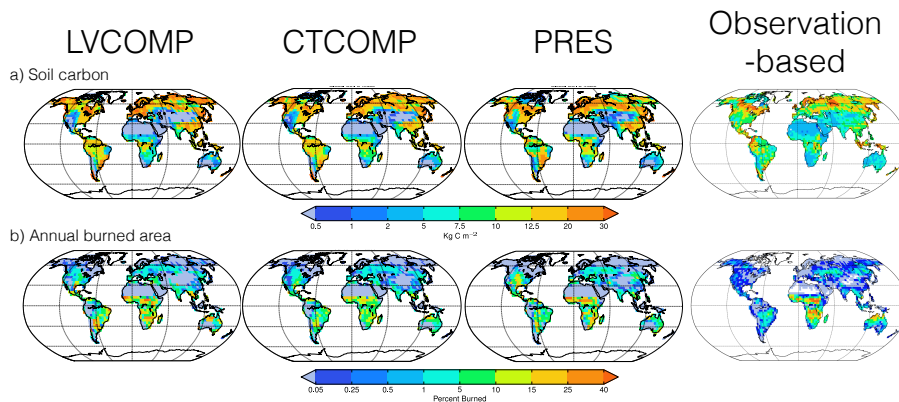 LVCOMP CTCOMP PRES Observation
-based
a) Soil carbon
0.5 1 2 5 7.5 10 12.5 20 30
Kg C m⁻²
b) Annual burned area
0.05 0.25 0.5 1 5 10 15 25 40
Percent Burned